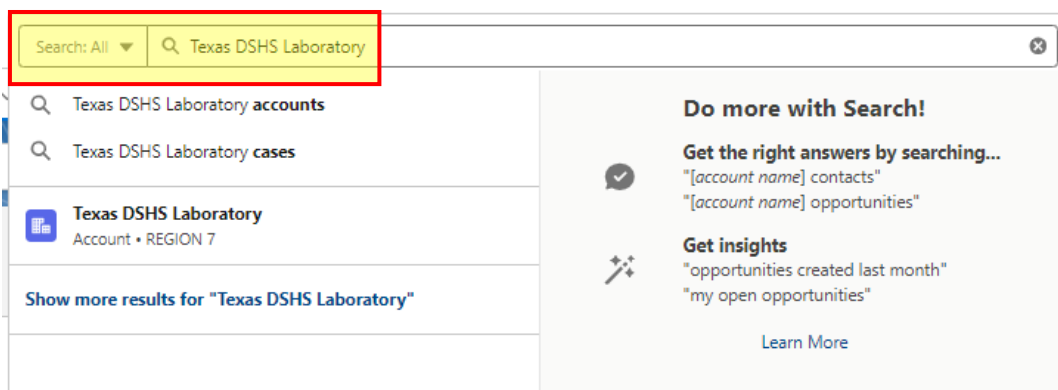 Search: All
Texas DSHS Laboratory
Texas DSHS Laboratory accounts
Texas DSHS Laboratory cases
Texas DSHS Laboratory
Account • REGION 7
Show more results for "Texas DSHS Laboratory"
Do more with Search!
Get the right answers by searching...
"[account name] contacts"
"[account name] opportunities"
Get insights
"opportunities created last month"
"my open opportunities"
Learn More